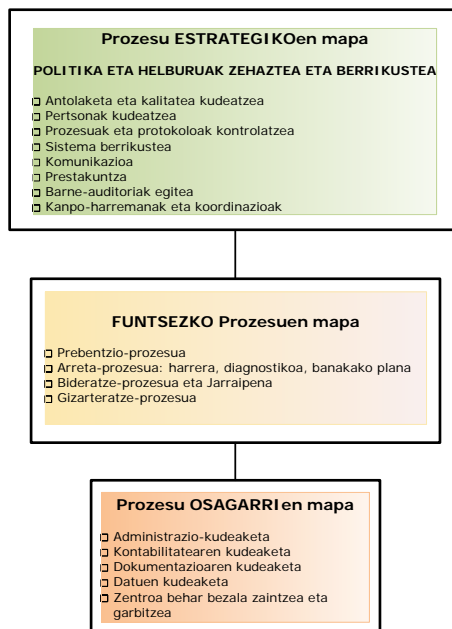 Prozesu ESTRATEGIKOen mapa
POLITIKA ETA HELBURUAK ZEHAZTEA ETA BERRIKUSTEA
Antolaketa eta kalitatea kudeatzea
Pertsonak kudeatzea
Prozesuak eta protokoloak kontrolatzea
Sistema berrikustea
Komunikazioa
Prestakuntza
Barne-auditoriak egitea
Kanpo-harremanak eta koordinazioak
FUNTSEZKO Prozesuen mapa
Prebentzio-prozesua
Arreta-prozesua: harrera, diagnostikoa, banakako plana
Bideratze-prozesua eta Jarraipena
Gizarteratze-prozesua
Prozesu OSAGARRIen mapa
Administrazio-kudeaketa
Kontabilitatearen kudeaketa
Dokumentazioaren kudeaketa
Datuen kudeaketa
Zentroa behar bezala zaintzea eta
garbitzea